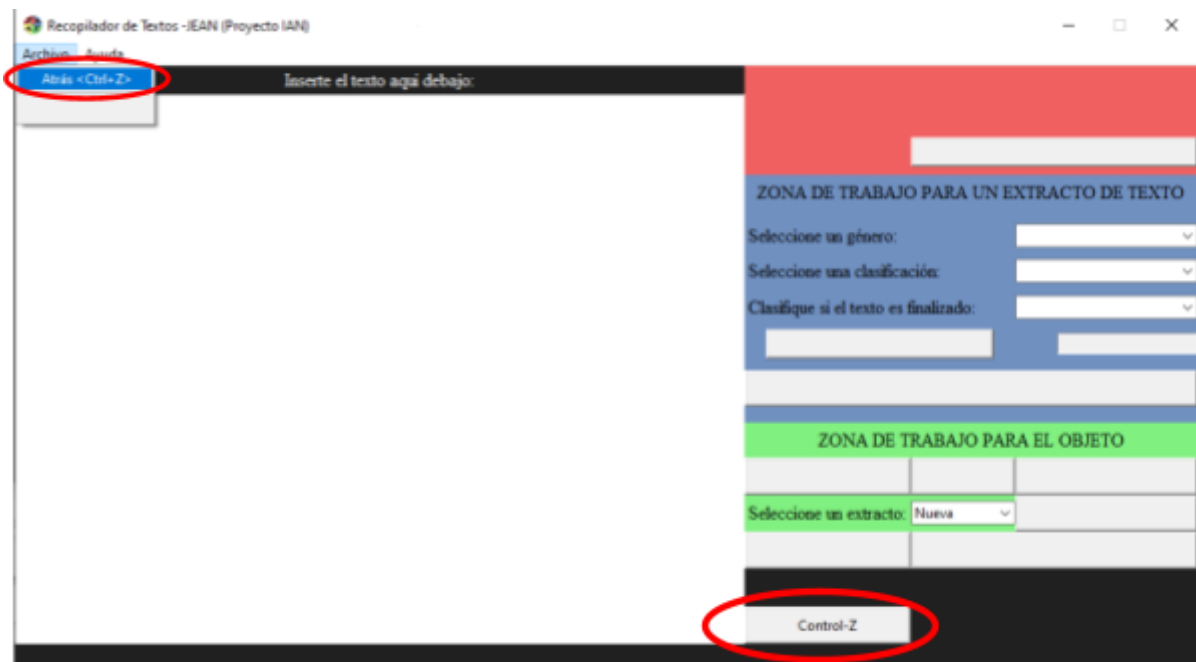 Recopilador de Textos -JEAN (Proyecto IAN)
Archivo Ayuda
Atrás <Ctrl+Z>
Inserte el texto aquí debajo:
ZONA DE TRABAJO PARA UN EXTRACTO DE TEXTO
Seleccione un género:
Seleccione una clasificación:
Clasifique si el texto es finalizado:
ZONA DE TRABAJO PARA EL OBJETO
Seleccione un extracto: Nueva
Control-Z